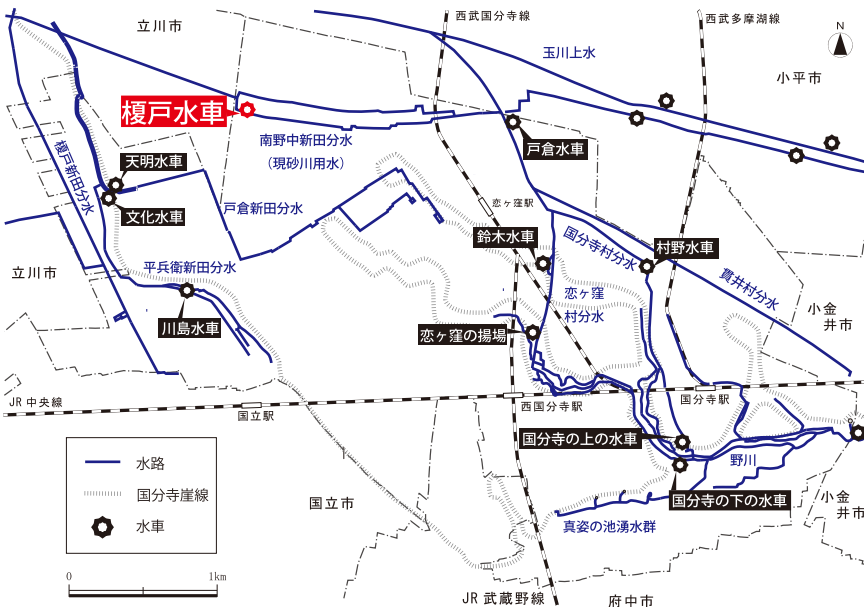 西武国分寺線
西武多摩湖線
N
立川市
玉川上水
小平市
榎戸水車
南野中新田分水
(現砂川用水)
戸倉水車
榎戸新田分水
天明水車
文化水車
戸倉新田分水
恋ヶ窪駅
鈴木水車
国分寺村分水
村野水車
貫井村分水
立川市
平兵衛新田分水
恋ヶ窪
村分水
小金
井市
川島水車
恋ヶ窪の揚場
JR中央線
国立駅
西国分寺駅
国分寺駅
国分寺の上の水車
野川
水路
国分寺崖線
水車
国立市
国分寺の下の水車
小金
井市
真姿の池湧水群
0
1km
JR武蔵野線
府中市